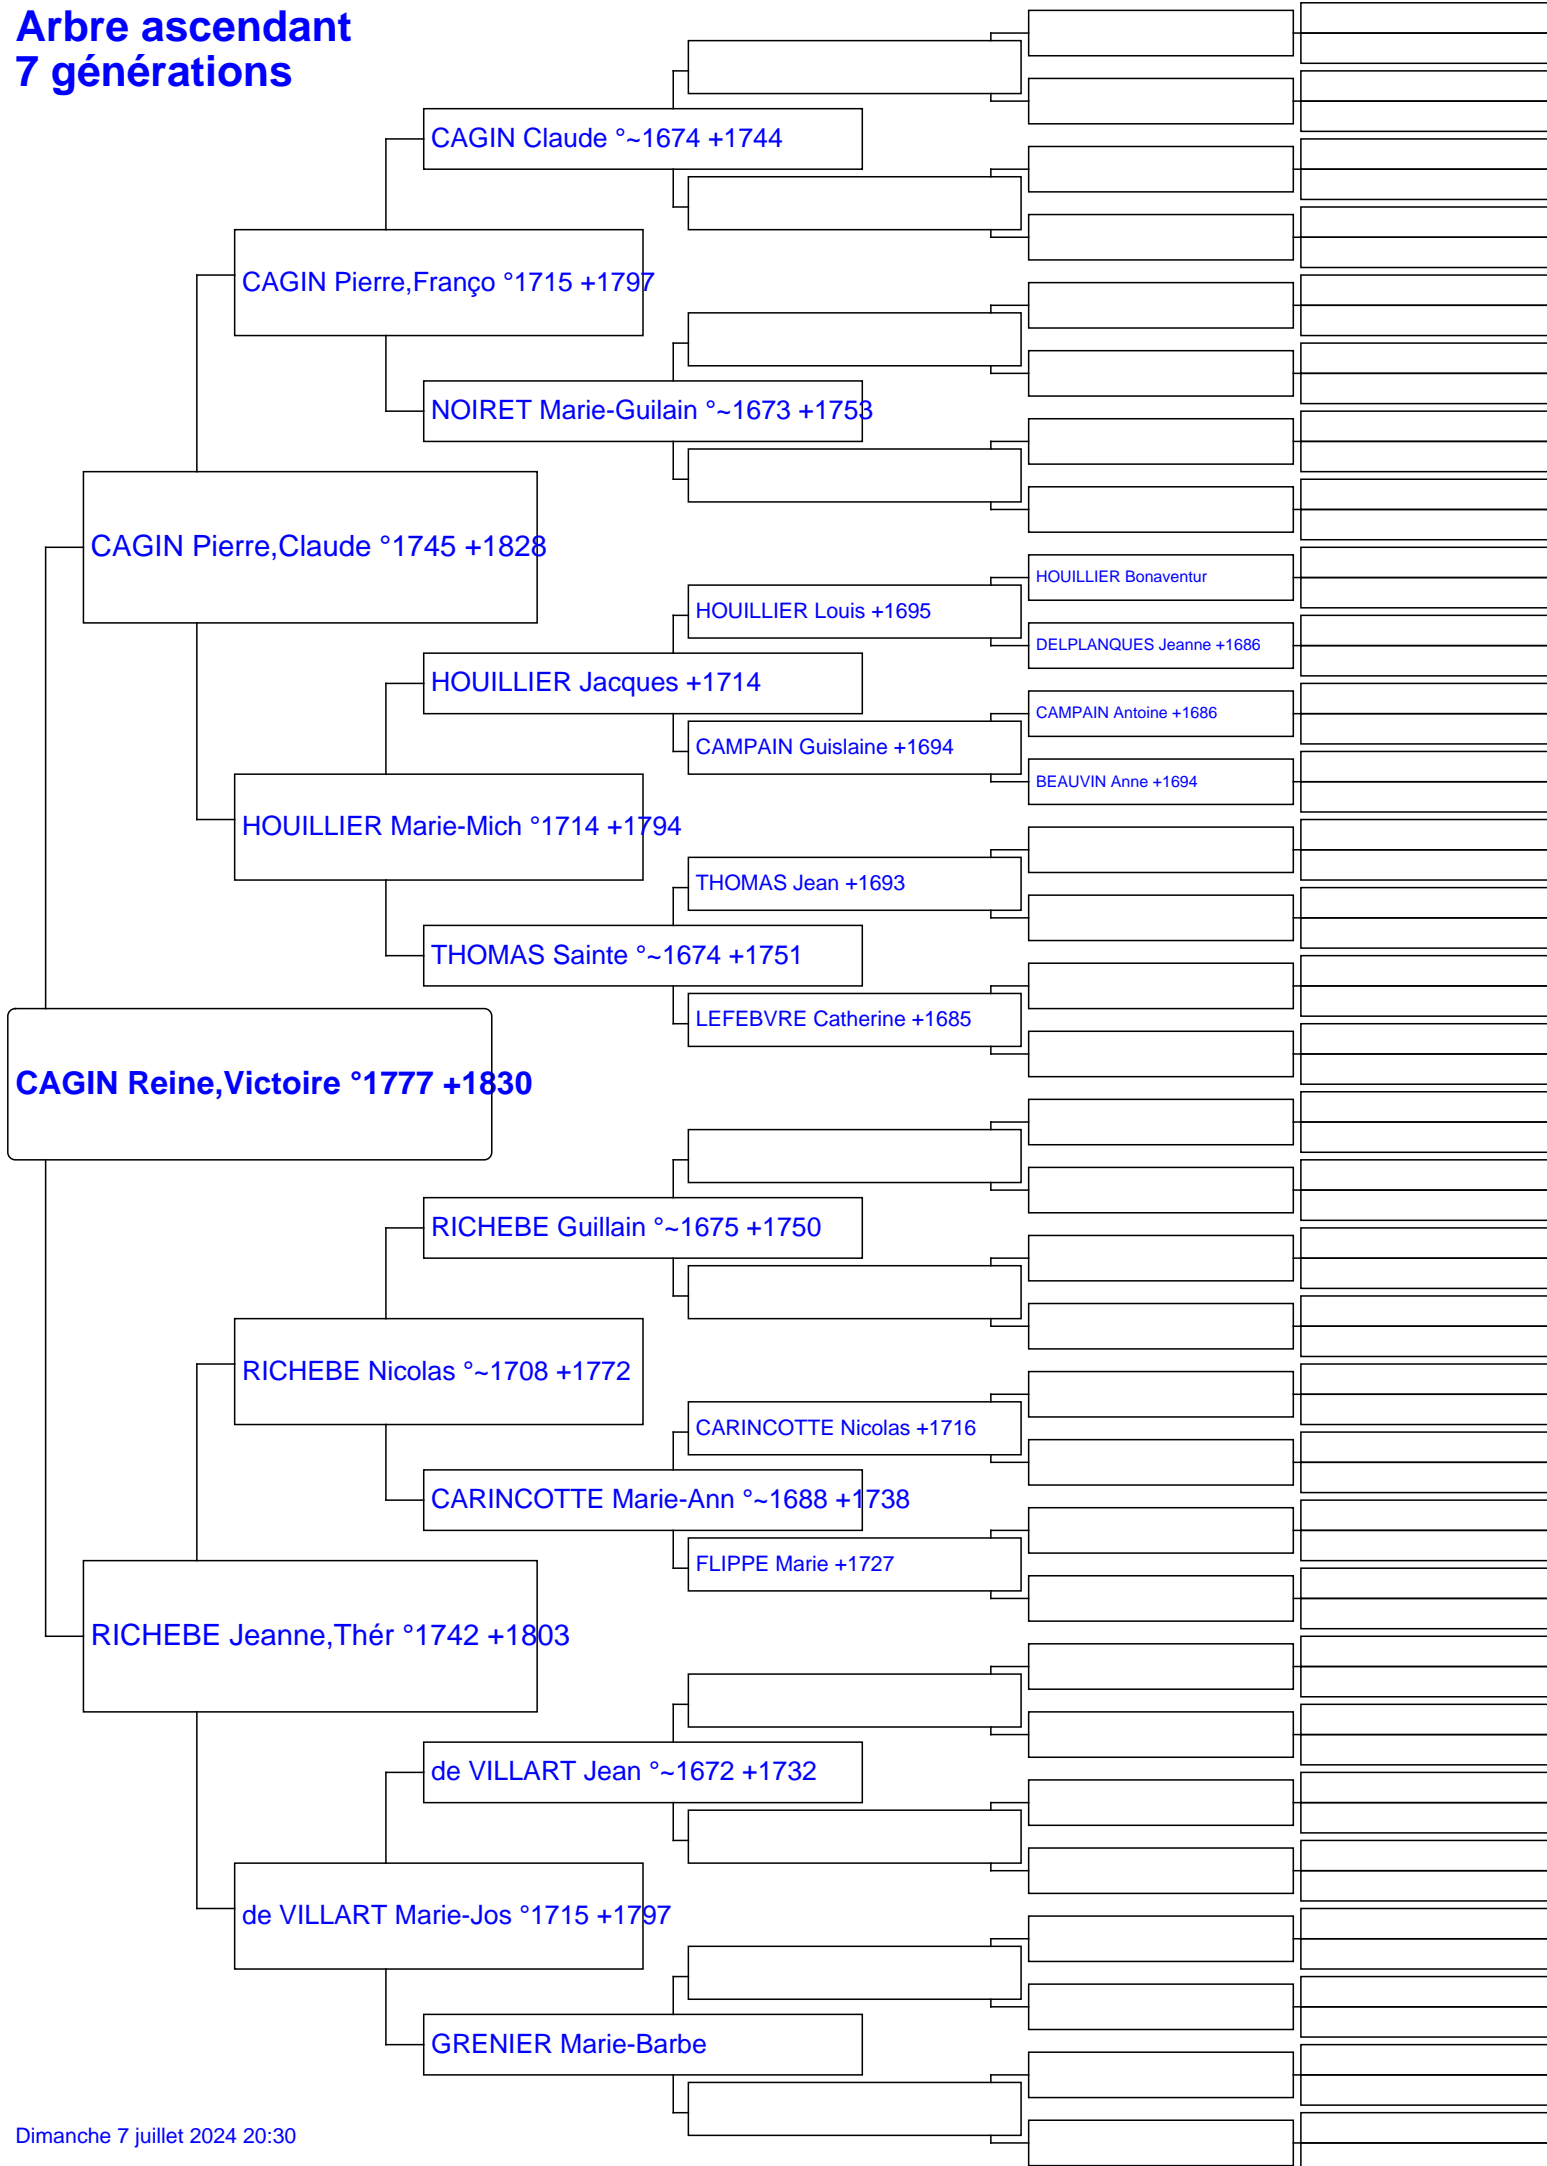 Arbre ascendant
7 générations
CAGIN Claude °~1674 +1744
CAGIN Pierre,Franço °1715 +1797
NOIRET Marie-Guilain °~1673 +1753
CAGIN Pierre,Claude °1745 +1828
HOUILLIER Bonaventur
HOUILLIER Louis +1695
DELPLANQUES Jeanne +1686
HOUILLIER Jacques +1714
CAMPAIN Antoine +1686
CAMPAIN Guislaine +1694
BEAUVIN Anne +1694
HOUILLIER Marie-Mich °1714 +1794
THOMAS Jean +1693
THOMAS Sainte °~1674 +1751
LEFEBVRE Catherine +1685
CAGIN Reine,Victoire °1777 +1830
RICHEBE Guillain °~1675 +1750
RICHEBE Nicolas °~1708 +1772
CARINCOTTE Nicolas +1716
CARINCOTTE Marie-Ann °~1688 +1738
FLIPPE Marie +1727
RICHEBE Jeanne,Thér °1742 +1803
de VILLART Jean °~1672 +1732
de VILLART Marie-Jos °1715 +1797
GRENIER Marie-Barbe
Dimanche 7 juillet 2024 20:30